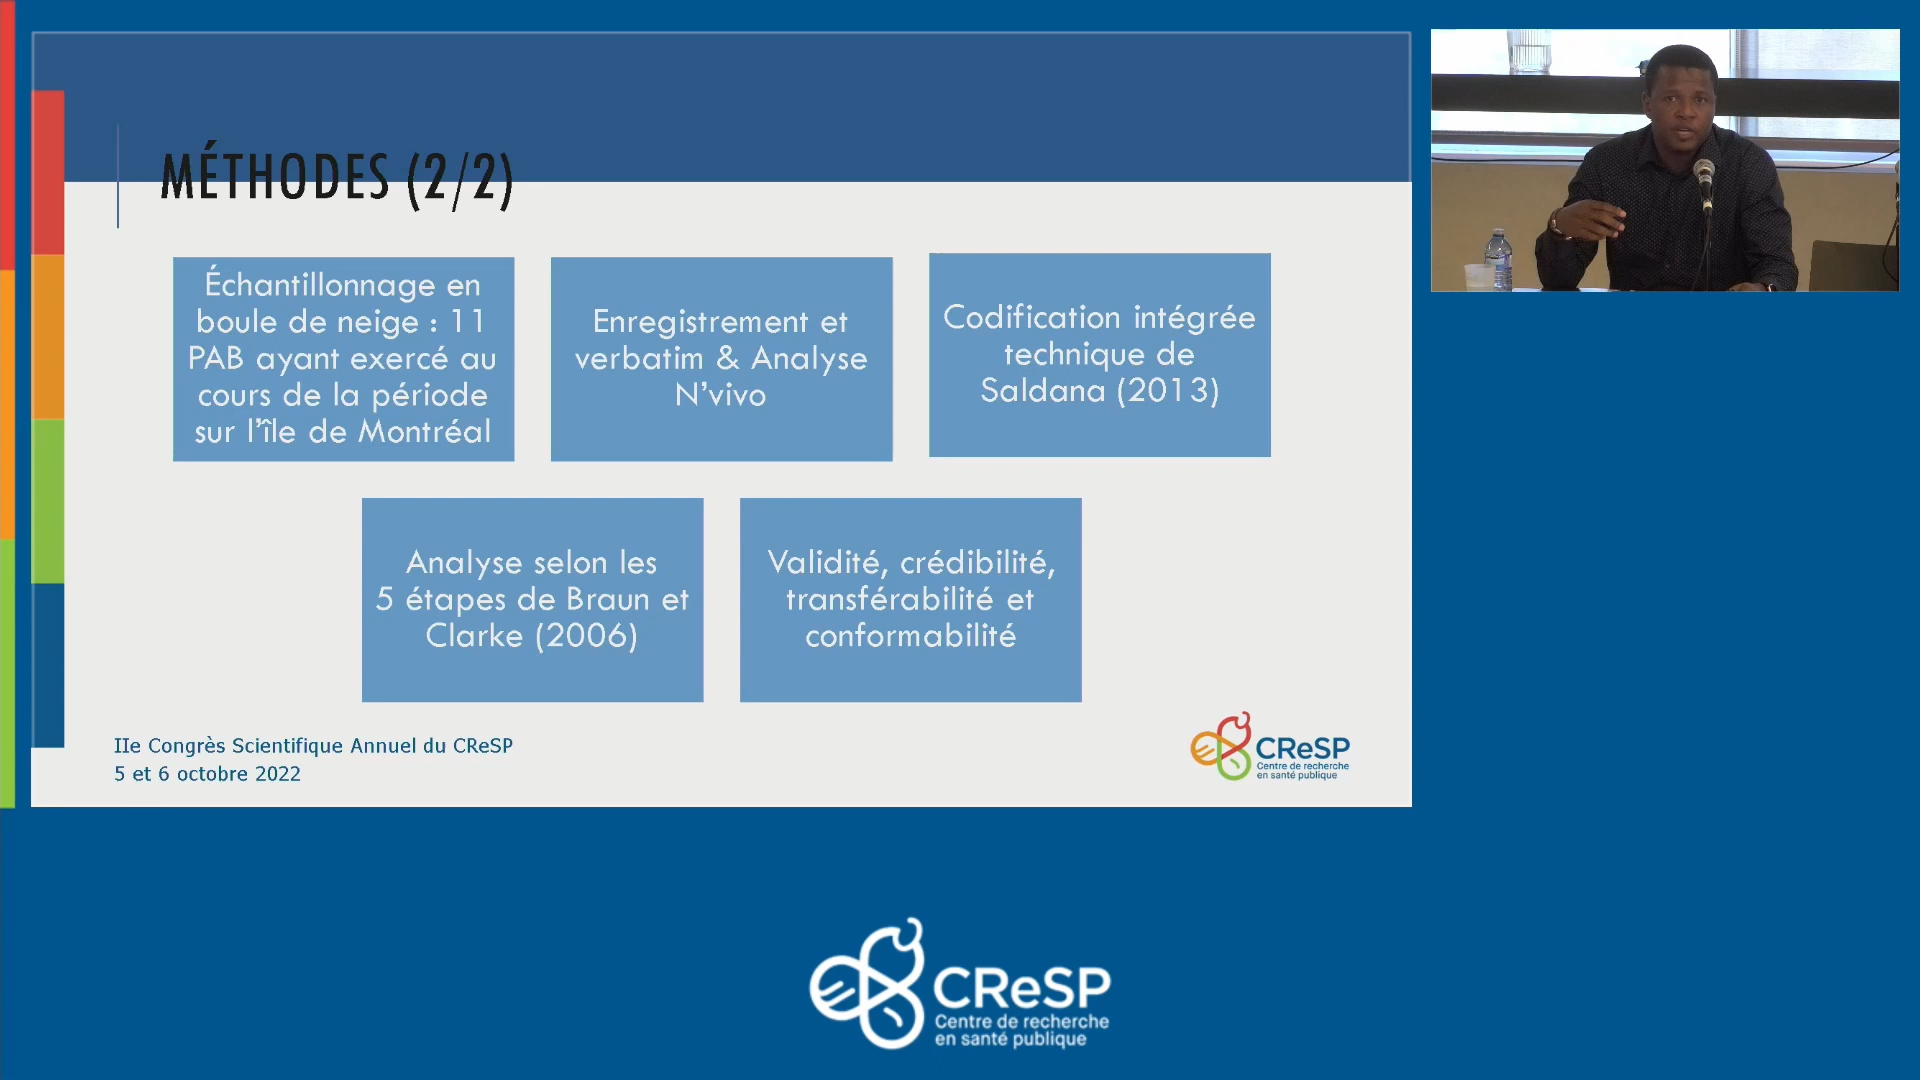 MÉTHODES (2/2)
Échantillonnage en
boule de neige : 11
PAB ayant exercé au
cours de la période
sur l'île de Montréal
Enregistrement et
verbatim & Analyse
N'vivo
Codification intégrée
technique de
Saldana (2013)
Analyse selon les
5 étapes de Braun et
Clarke (2006)
Validité, crédibilité,
transférabilité et
conformabilité
IIe Congrès Scientifique Annuel du CReSP
5 et 6 octobre 2022
CReSP
Centre de recherche
en santé publique
CReSP
Centre de recherche
en santé publique